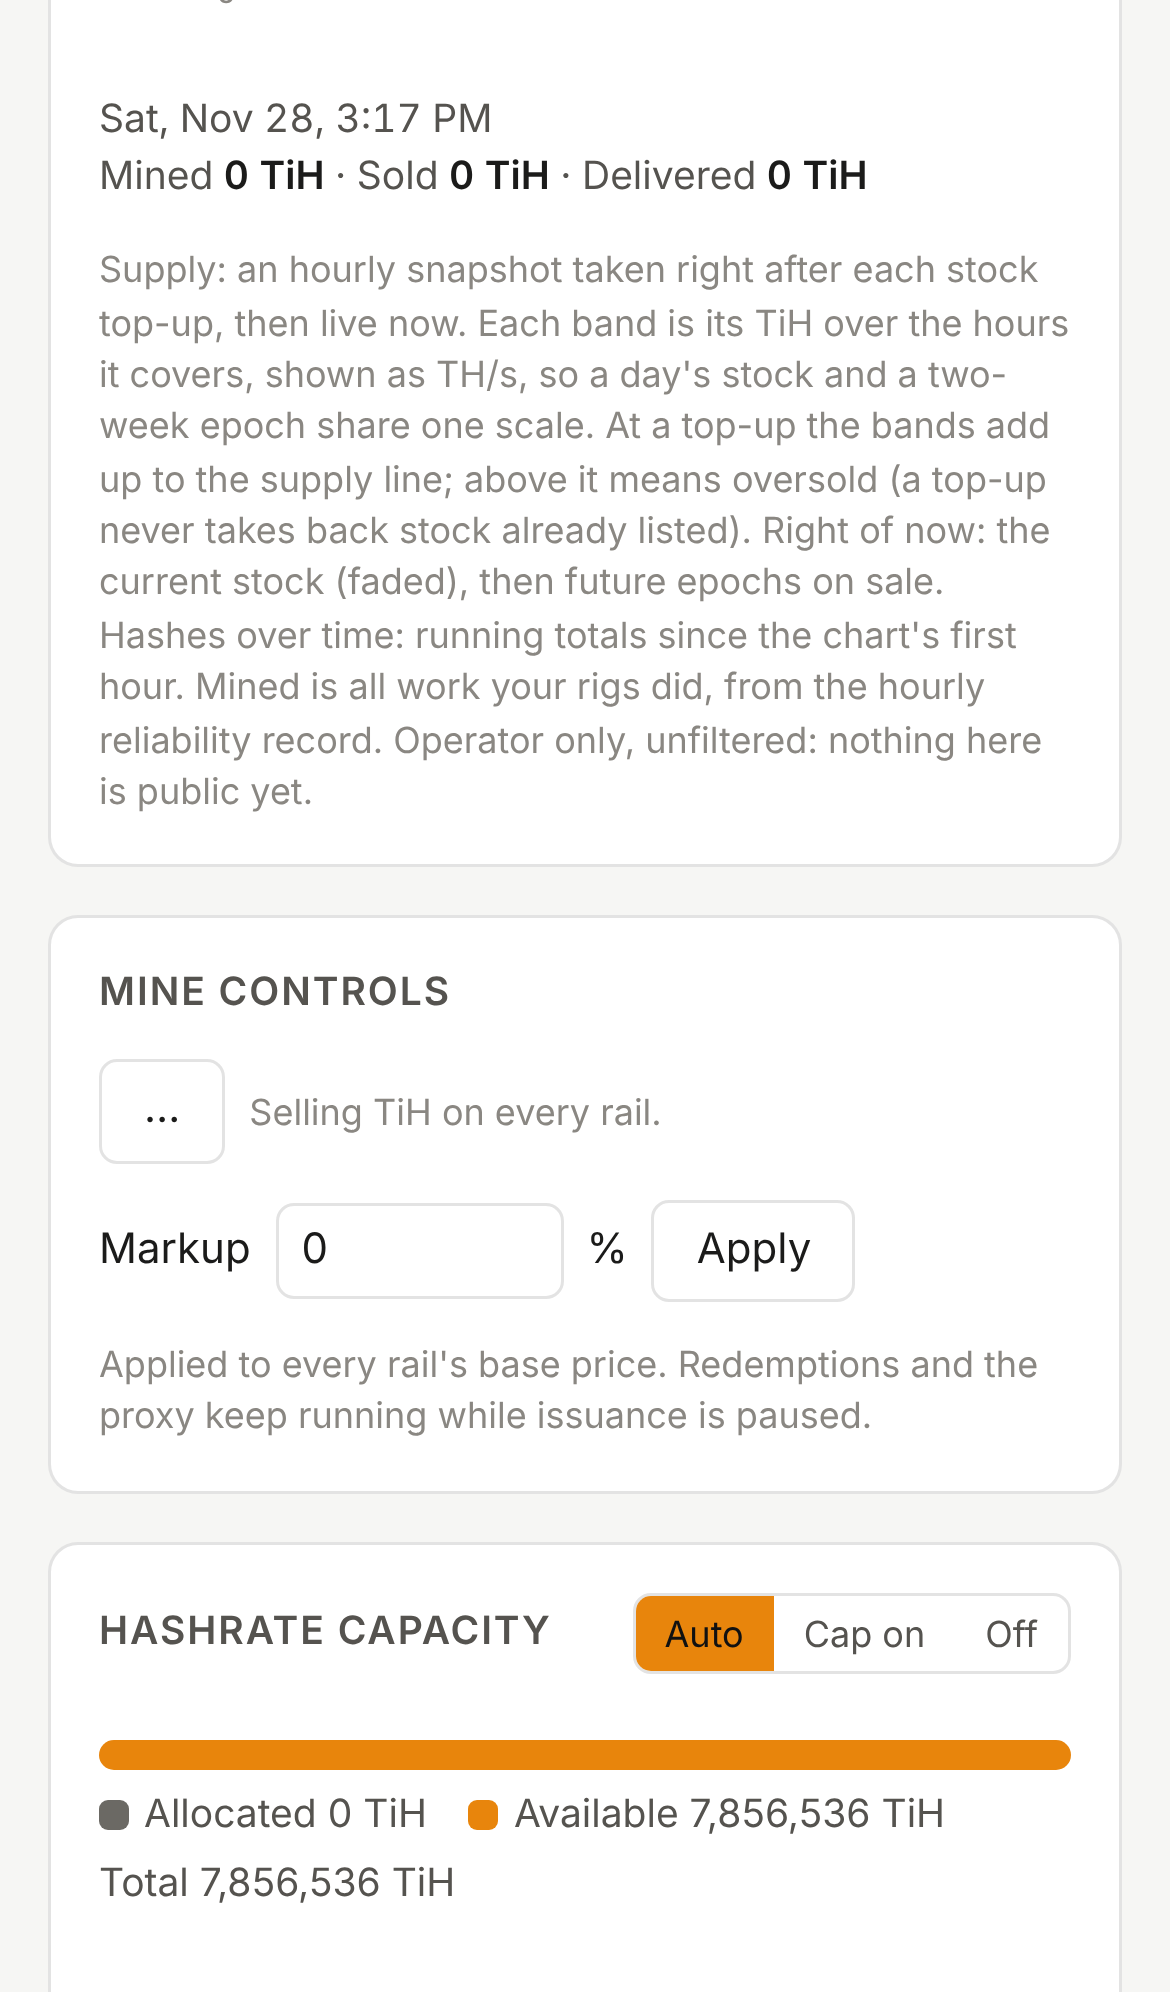 Sat, Nov 28, 3:17 PM
Mined 0 TiH · Sold 0 TiH · Delivered 0 TiH
Supply: an hourly snapshot taken right after each stock
top-up, then live now. Each band is its TiH over the hours
it covers, shown as TH/s, so a day's stock and a two-
week epoch share one scale. At a top-up the bands add
up to the supply line; above it means oversold (a top-up
never takes back stock already listed). Right of now: the
current stock (faded), then future epochs on sale.
Hashes over time: running totals since the chart's first
hour. Mined is all work your rigs did, from the hourly
reliability record. Operator only, unfiltered: nothing here
is public yet.
MINE CONTROLS
... Selling TiH on every rail.
Markup 0 % Apply
Applied to every rail's base price. Redemptions and the
proxy keep running while issuance is paused.
HASHRATE CAPACITY Auto Cap on Off
Allocated 0 TiH Available 7,856,536 TiH
Total 7,856,536 TiH